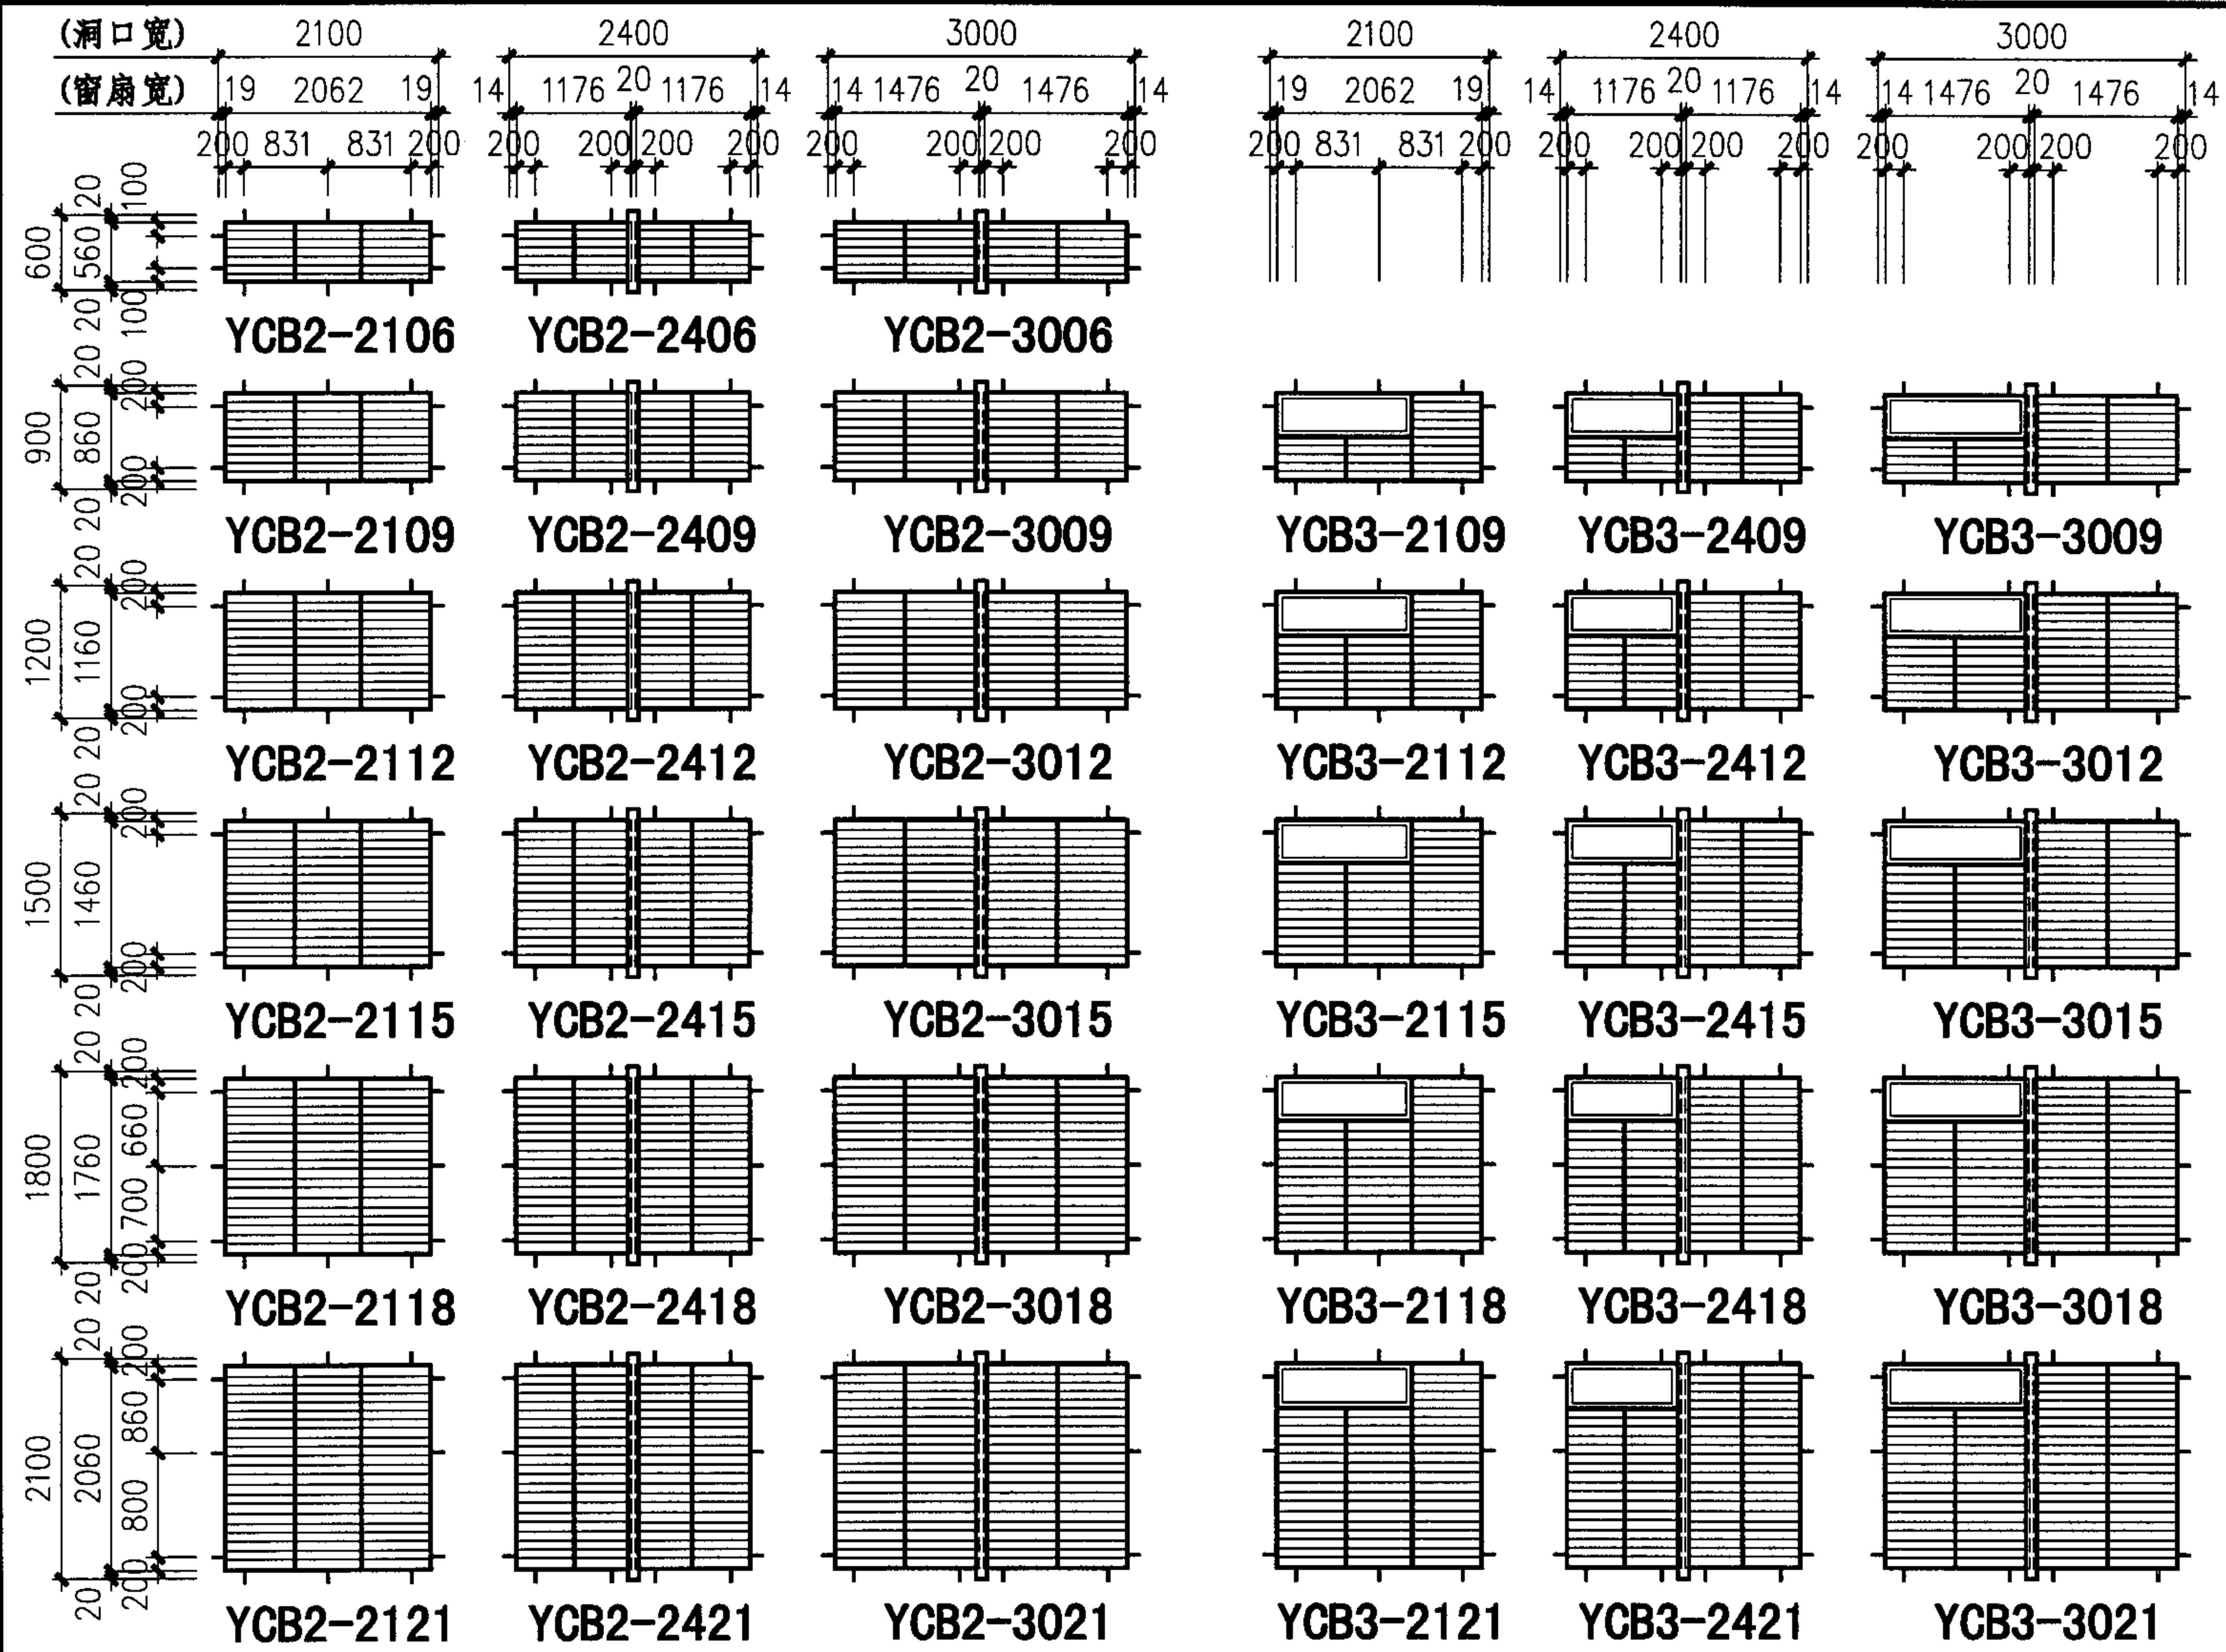 (洞口宽) 2100 2400 3000 2100 2400 3000
(窗扇宽) 19 2062 19 14 1176 20 1176 14 14 1476 20 1476 14 19 2062 19 14 1176 20 1176 14 14 1476 20 1476 14
200 831 831 200 200 200 200 200 200 200 200 200 200 831 831 200 200 200 200 200 200 200 200 200
600 20 560 20 100 100
YCB2-2106 YCB2-2406 YCB2-3006
900 20 860 20 200 200
YCB2-2109 YCB2-2409 YCB2-3009 YCB3-2109 YCB3-2409 YCB3-3009
1200 20 1160 20 200 200
YCB2-2112 YCB2-2412 YCB2-3012 YCB3-2112 YCB3-2412 YCB3-3012
1500 20 1460 20 200 200
YCB2-2115 YCB2-2415 YCB2-3015 YCB3-2115 YCB3-2415 YCB3-3015
1800 20 1760 20 200 660 700 200
YCB2-2118 YCB2-2418 YCB2-3018 YCB3-2118 YCB3-2418 YCB3-3018
2100 20 2060 20 200 860 800 200
YCB2-2121 YCB2-2421 YCB2-3021 YCB3-2121 YCB3-2421 YCB3-3021